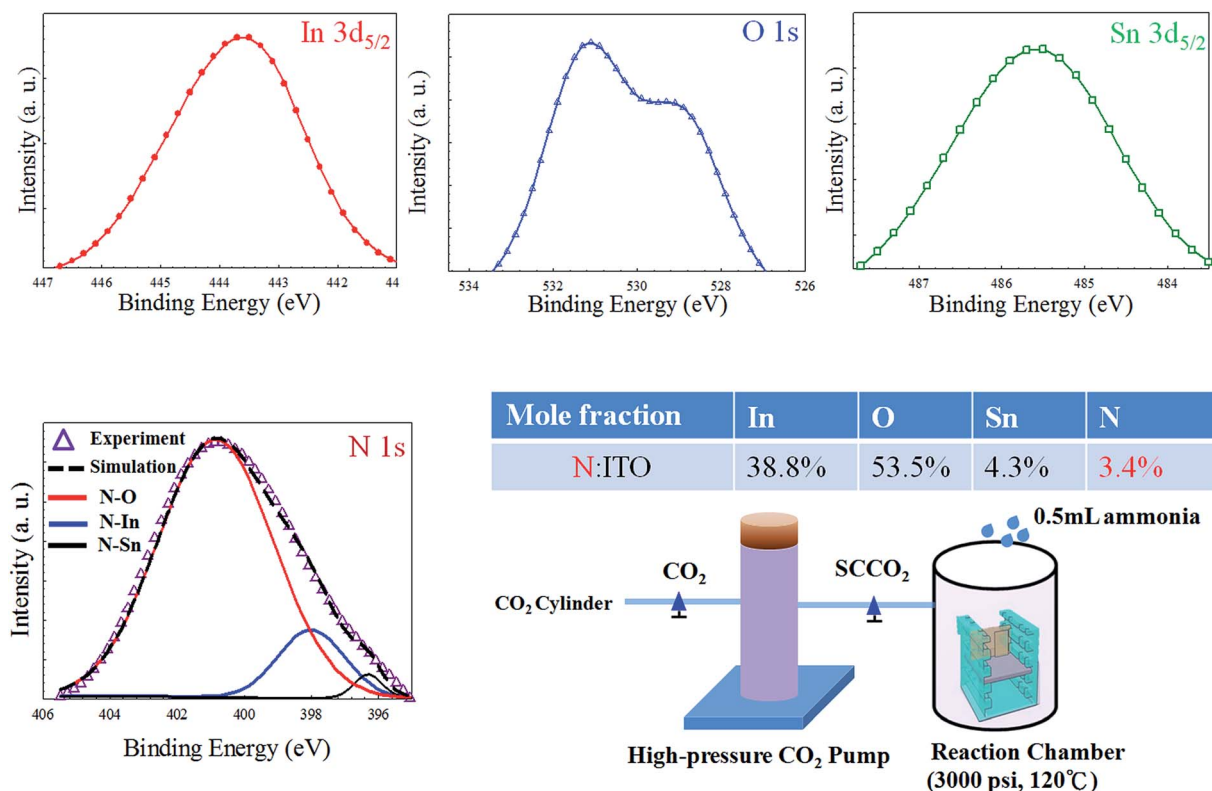 In 3d5/2
Intensity (a. u.)
447 445 444 443 442 44
Binding Energy (eV)
O 1s
Intensity (a. u.)
534 532 530 528 526
Binding Energy (eV)
Sn 3d5/2
Intensity (a. u.)
487 486 485 484
Binding Energy (eV)
N 1s
Experiment
Simulation
N-O
N-In
N-Sn
Intensity (a. u.)
406 404 402 400 398 396
Binding Energy (eV)
Mole fraction In O Sn N
N:ITO 38.8% 53.5% 4.3% 3.4%
0.5mL ammonia
CO2
SCCO2
CO2 Cylinder
High-pressure CO2 Pump
Reaction Chamber
(3000 psi, 120℃)